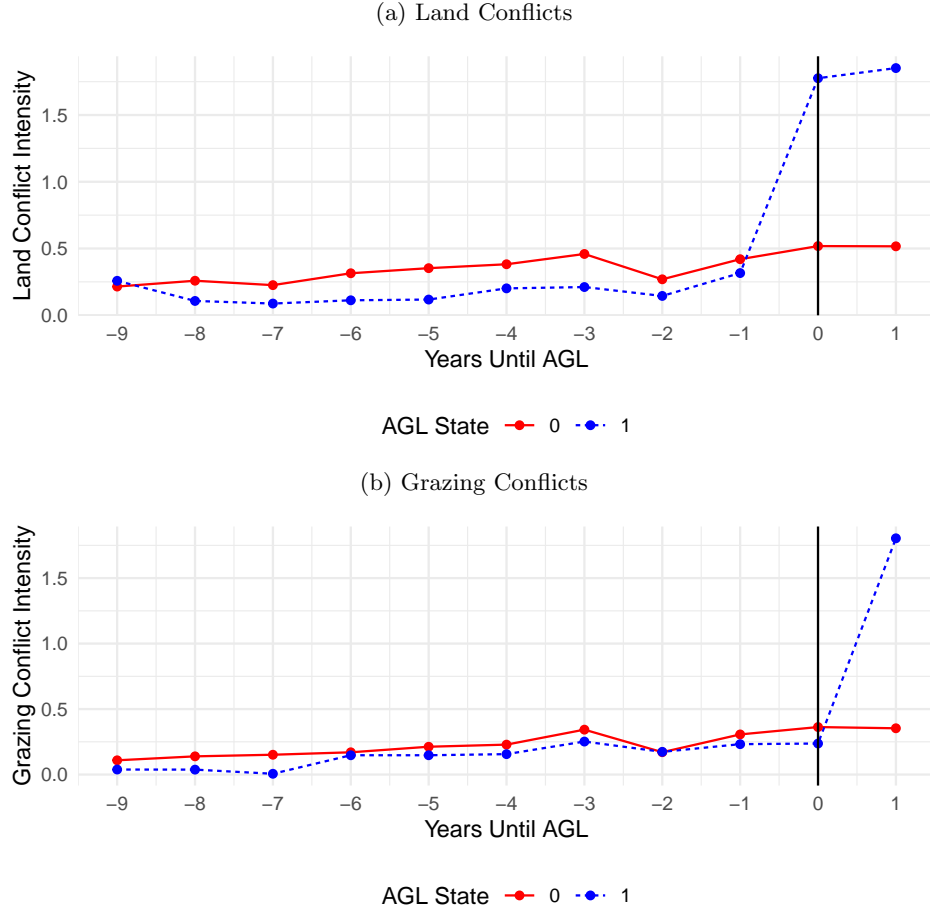 (a) Land Conflicts
Land Conflict Intensity
1.5
1.0
0.5
0.0
−9 −8 −7 −6 −5 −4 −3 −2 −1 0 1
Years Until AGL
AGL State 0 1
(b) Grazing Conflicts
Grazing Conflict Intensity
1.5
1.0
0.5
0.0
−9 −8 −7 −6 −5 −4 −3 −2 −1 0 1
Years Until AGL
AGL State 0 1